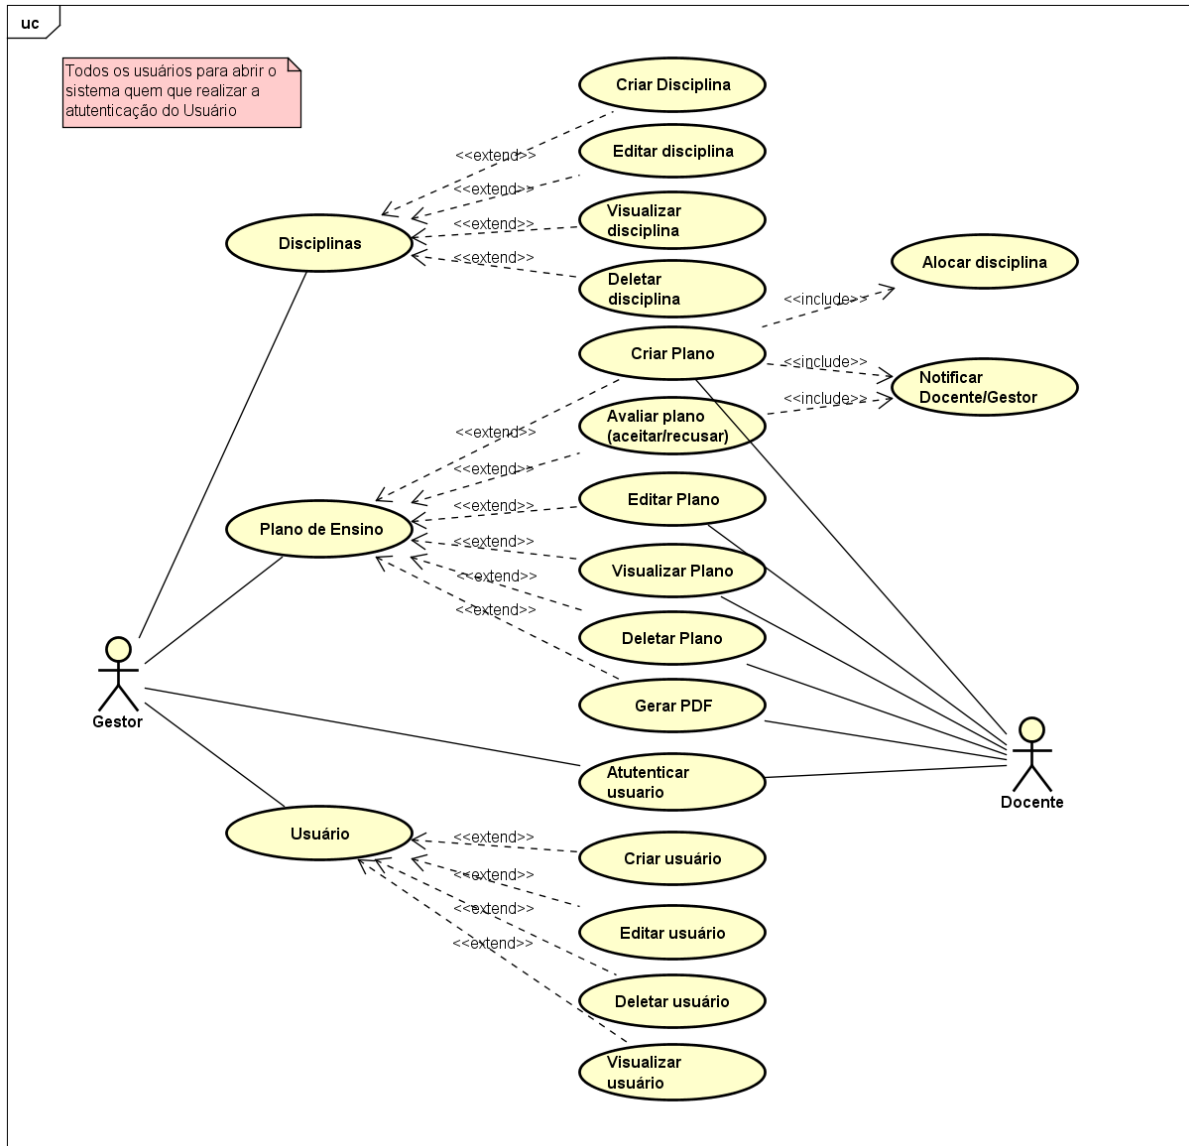 uc
Todos os usuários para abrir o
sistema quem que realizar a
atutenticação do Usuário
Criar Disciplina
<<extend>>
Editar disciplina
<<extend>>
Visualizar
disciplina
<<extend>>
Disciplinas
<<extend>>
Deletar
disciplina
Alocar disciplina
<<include>>
Criar Plano
<<include>>
Notificar
Docente/Gestor
<<include>>
Avaliar plano
(aceitar/recusar)
<<extend>>
<<extend>>
Editar Plano
<<extend>>
Plano de Ensino
<<extend>>
Visualizar Plano
<<extend>>
<<extend>>
Deletar Plano
Gerar PDF
Gestor
Atutenticar
usuario
Docente
Usuário
<<extend>>
Criar usuário
<<extend>>
<<extend>>
Editar usuário
<<extend>>
Deletar usuário
Visualizar
usuário